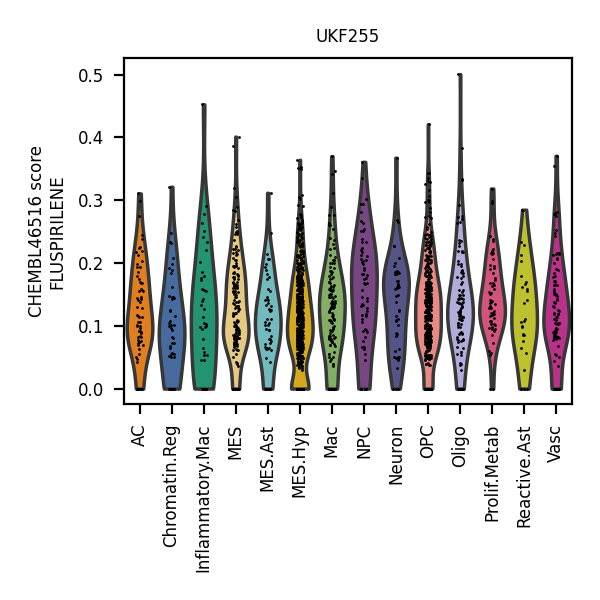 UKF255
CHEMBL46516 score
FLUSPIRILENE
0.5
0.4
0.3
0.2
0.1
0.0
AC
Chromatin.Reg
Inflammatory.Mac
MES
MES.Ast
MES.Hyp
Mac
NPC
Neuron
OPC
Oligo
Prolif.Metab
Reactive.Ast
Vasc